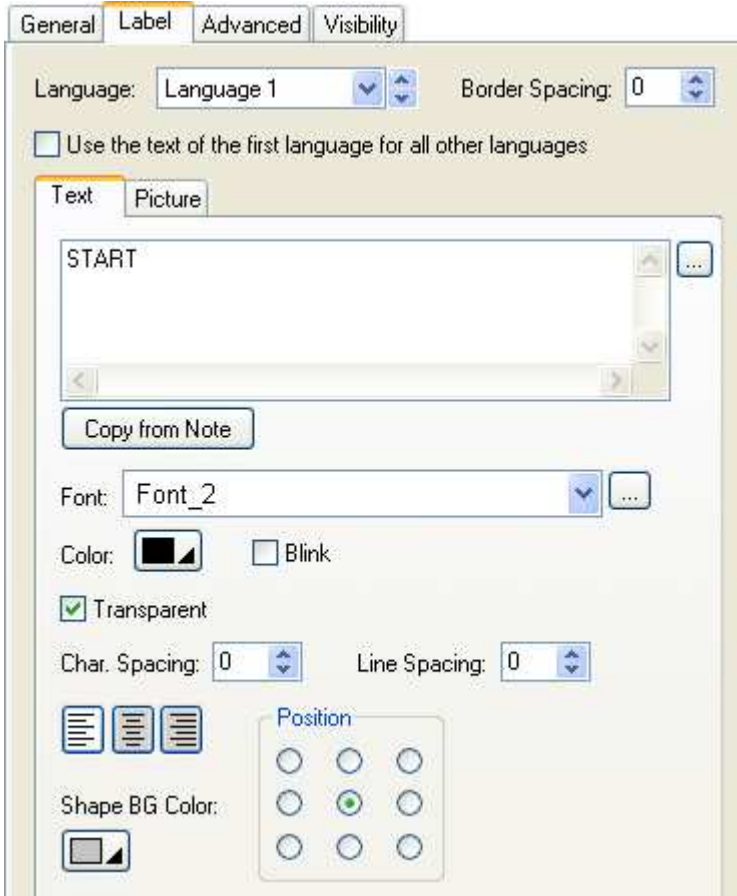 General Label Advanced Visibility
Language: Language 1 Border Spacing: 0
Use the text of the first language for all other languages
Text Picture
START
...
Copy from Note
Font: Font_2 ...
Color: Blink
Transparent
Char. Spacing: 0 Line Spacing: 0
Position
Shape BG Color: